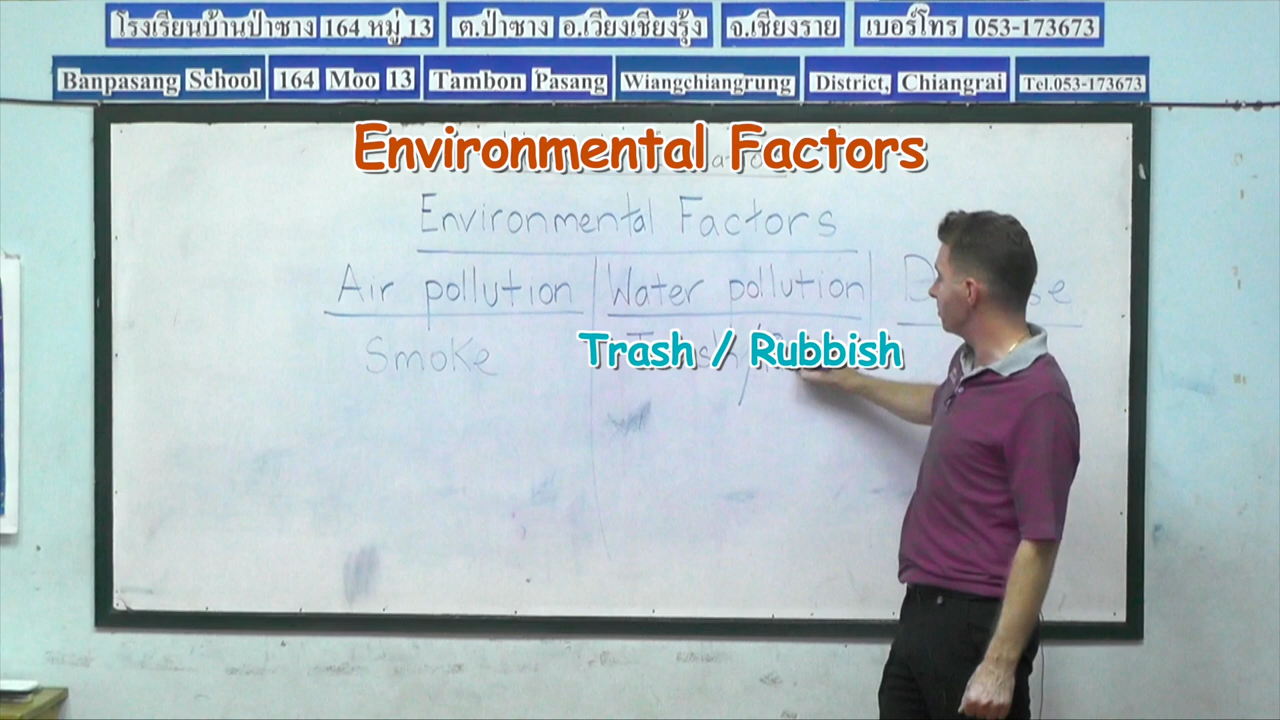 โรงเรียนบ้านป่าซาง 164 หมู่ 13 ต.ป่าซาง อ.เวียงเชียงรุ้ง จ.เชียงราย เบอร์โทร 053-173673
Banpasang School 164 Moo 13 Tambon Pasang Wiangchiangrung District, Chiangrai Tel.053-173673
Environmental Factors
Environmental Factors
Air pollution Water pollution
Smoke Trash / Rubbish